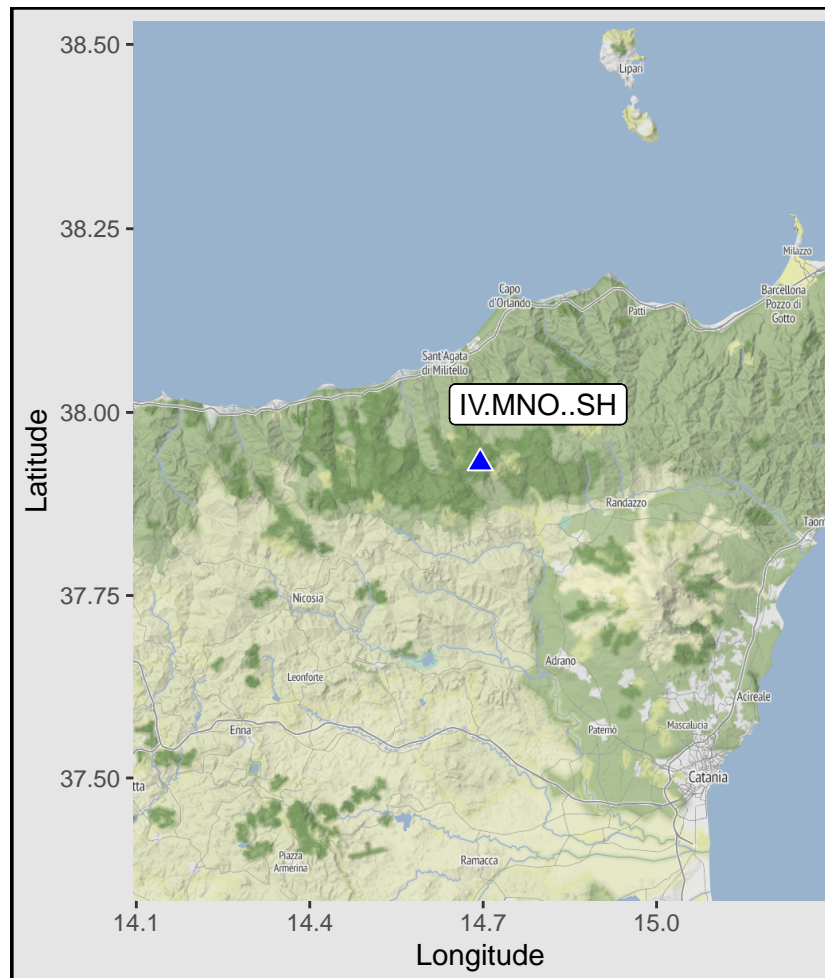 38.50
Lipari
38.25
Milazzo
Capo
d'Orlando
Barcellona
Pozzo di
Gotto
Patti
Sant'Agata
di Militello
38.00
IV.MNO..SH
Latitude
Randazzo
Taorm
37.75
Nicosia
Adrano
Leonforte
Acireale
Enna
Paternò
Mascalucia
37.50
tta
Catania
Piazza
Armerina
Ramacca
14.1
14.4
14.7
15.0
Longitude